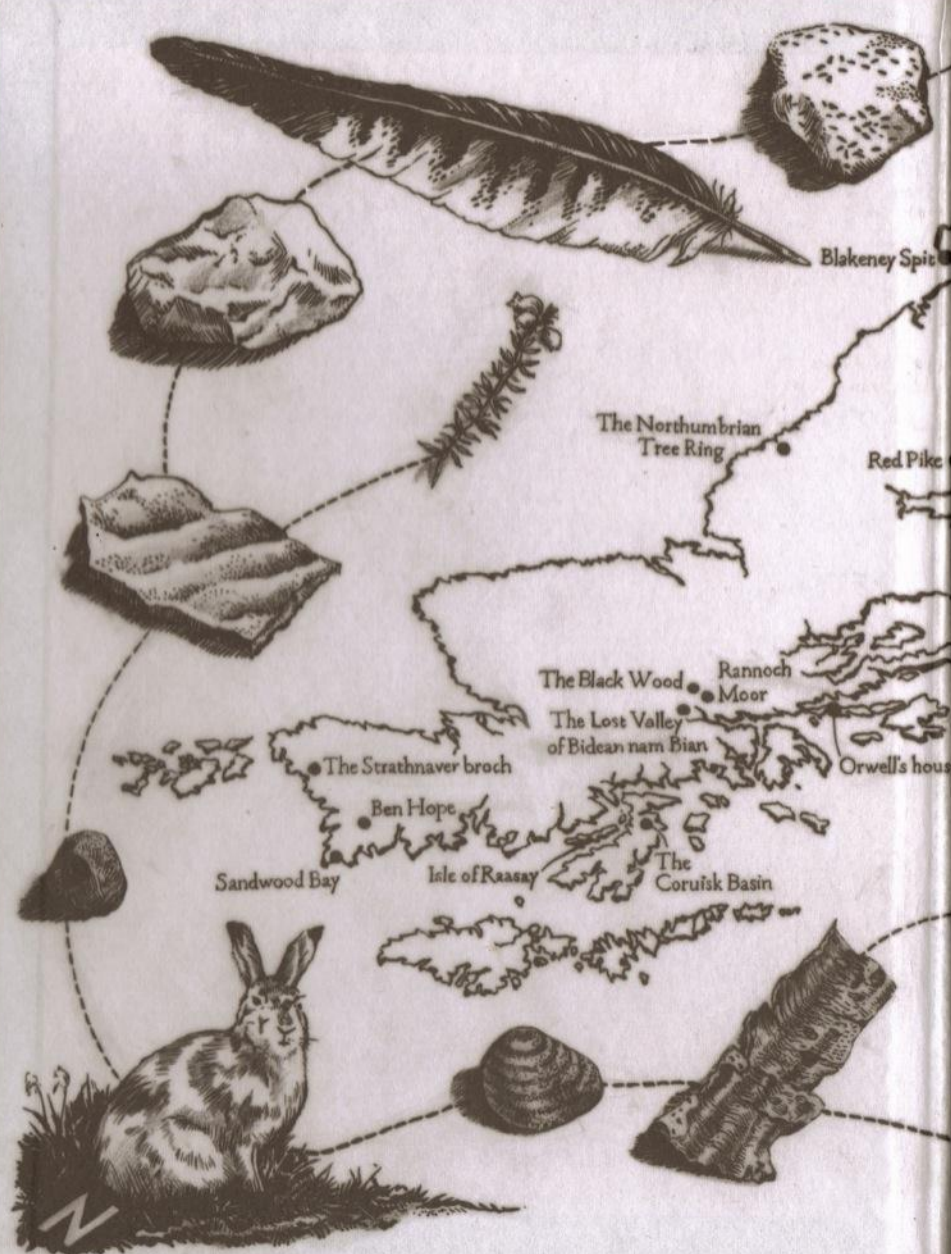 Blakeney Spit
The Northumbrian
Tree Ring
Red Pike
The Black Wood
Rannoch
Moor
The Lost Valley
of Bidean nam Bian
Orwell's hous
The Strathnaver broch
Ben Hope
Sandwood Bay
Isle of Raasay
The
Coruisk Basin
N